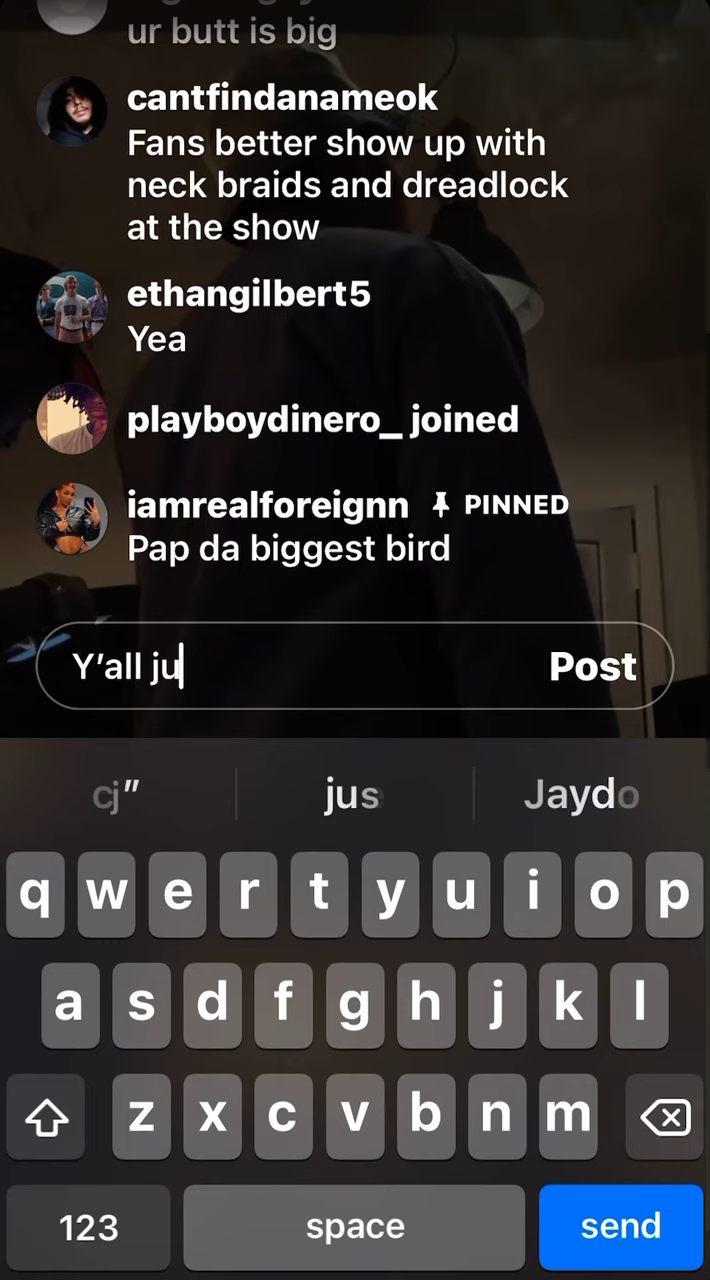 ur butt is big
cantfindanameok
Fans better show up with
neck braids and dreadlock
at the show
ethangilbert5
Yea
playboydinero_ joined
iamrealforeignn PINNED
Pap da biggest bird
Y'all ju
Post
cj” jus Jaydo
q w e r t y u i o p
a s d f g h j k l
z x c v b n m
123 space send